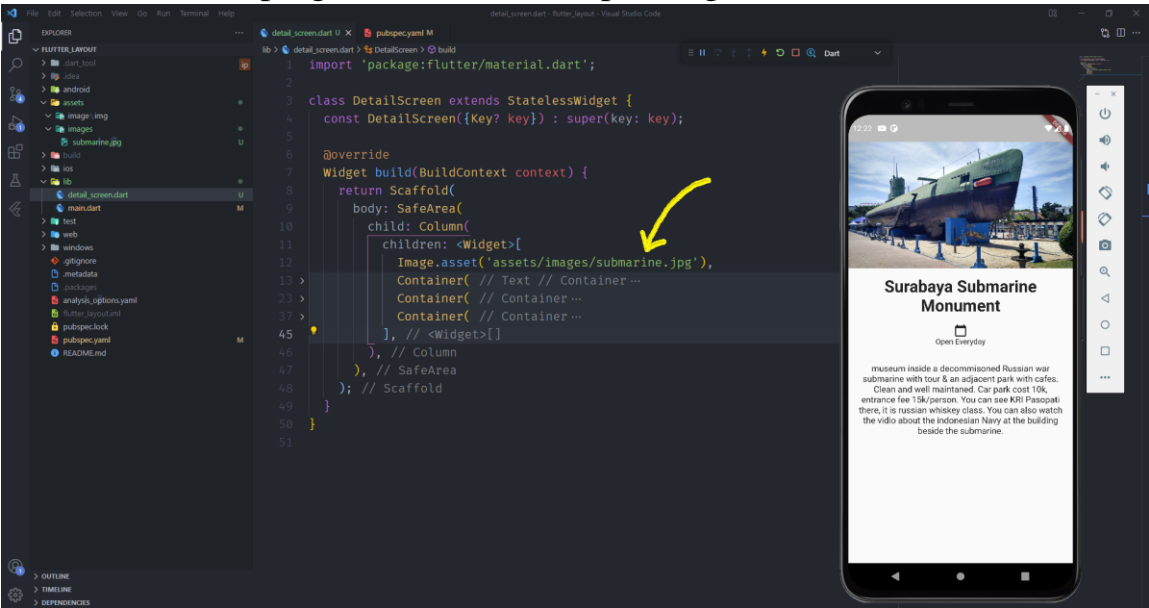 File Edit Selection View Go Run Terminal Help
detail_screen.dart - flutter_layout - Visual Studio Code
EXPLORER
FLUTTER_LAYOUT
.dart_tool
.idea
android
assets
image\img
images
submarine.jpg U
build
ios
lib
detail_screen.dart U
main.dart M
test
web
windows
.gitignore
.metadata
.packages
analysis_options.yaml
flutter_layout.iml
pubspec.lock
pubspec.yaml M
README.md
OUTLINE
TIMELINE
DEPENDENCIES
detail_screen.dart U pubspec.yaml M
lib > detail_screen.dart > DetailScreen > build
Dart
1 import 'package:flutter/material.dart';
2
3 class DetailScreen extends StatelessWidget {
4 const DetailScreen({Key? key}) : super(key: key);
5
6 @override
7 Widget build(BuildContext context) {
8 return Scaffold(
9 body: SafeArea(
10 child: Column(
11 children: <Widget>[
12 Image.asset('assets/images/submarine.jpg'),
13 Container( // Text // Container ...
23 Container( // Container ...
37 Container( // Container ...
45 ], // <Widget>[]
46 ), // Column
47 ), // SafeArea
48 ); // Scaffold
49 }
50 }
51
12:22
Surabaya Submarine
Monument
Open Everyday
museum inside a decommisoned Russian war
submarine with tour & an adjacent park with cafes.
Clean and well maintaned. Car park cost 10k,
entrance fee 15k/person. You can see KRI Pasopati
there, it is russian whiskey class. You can also watch
the vidio about the indonesian Navy at the building
beside the submarine.